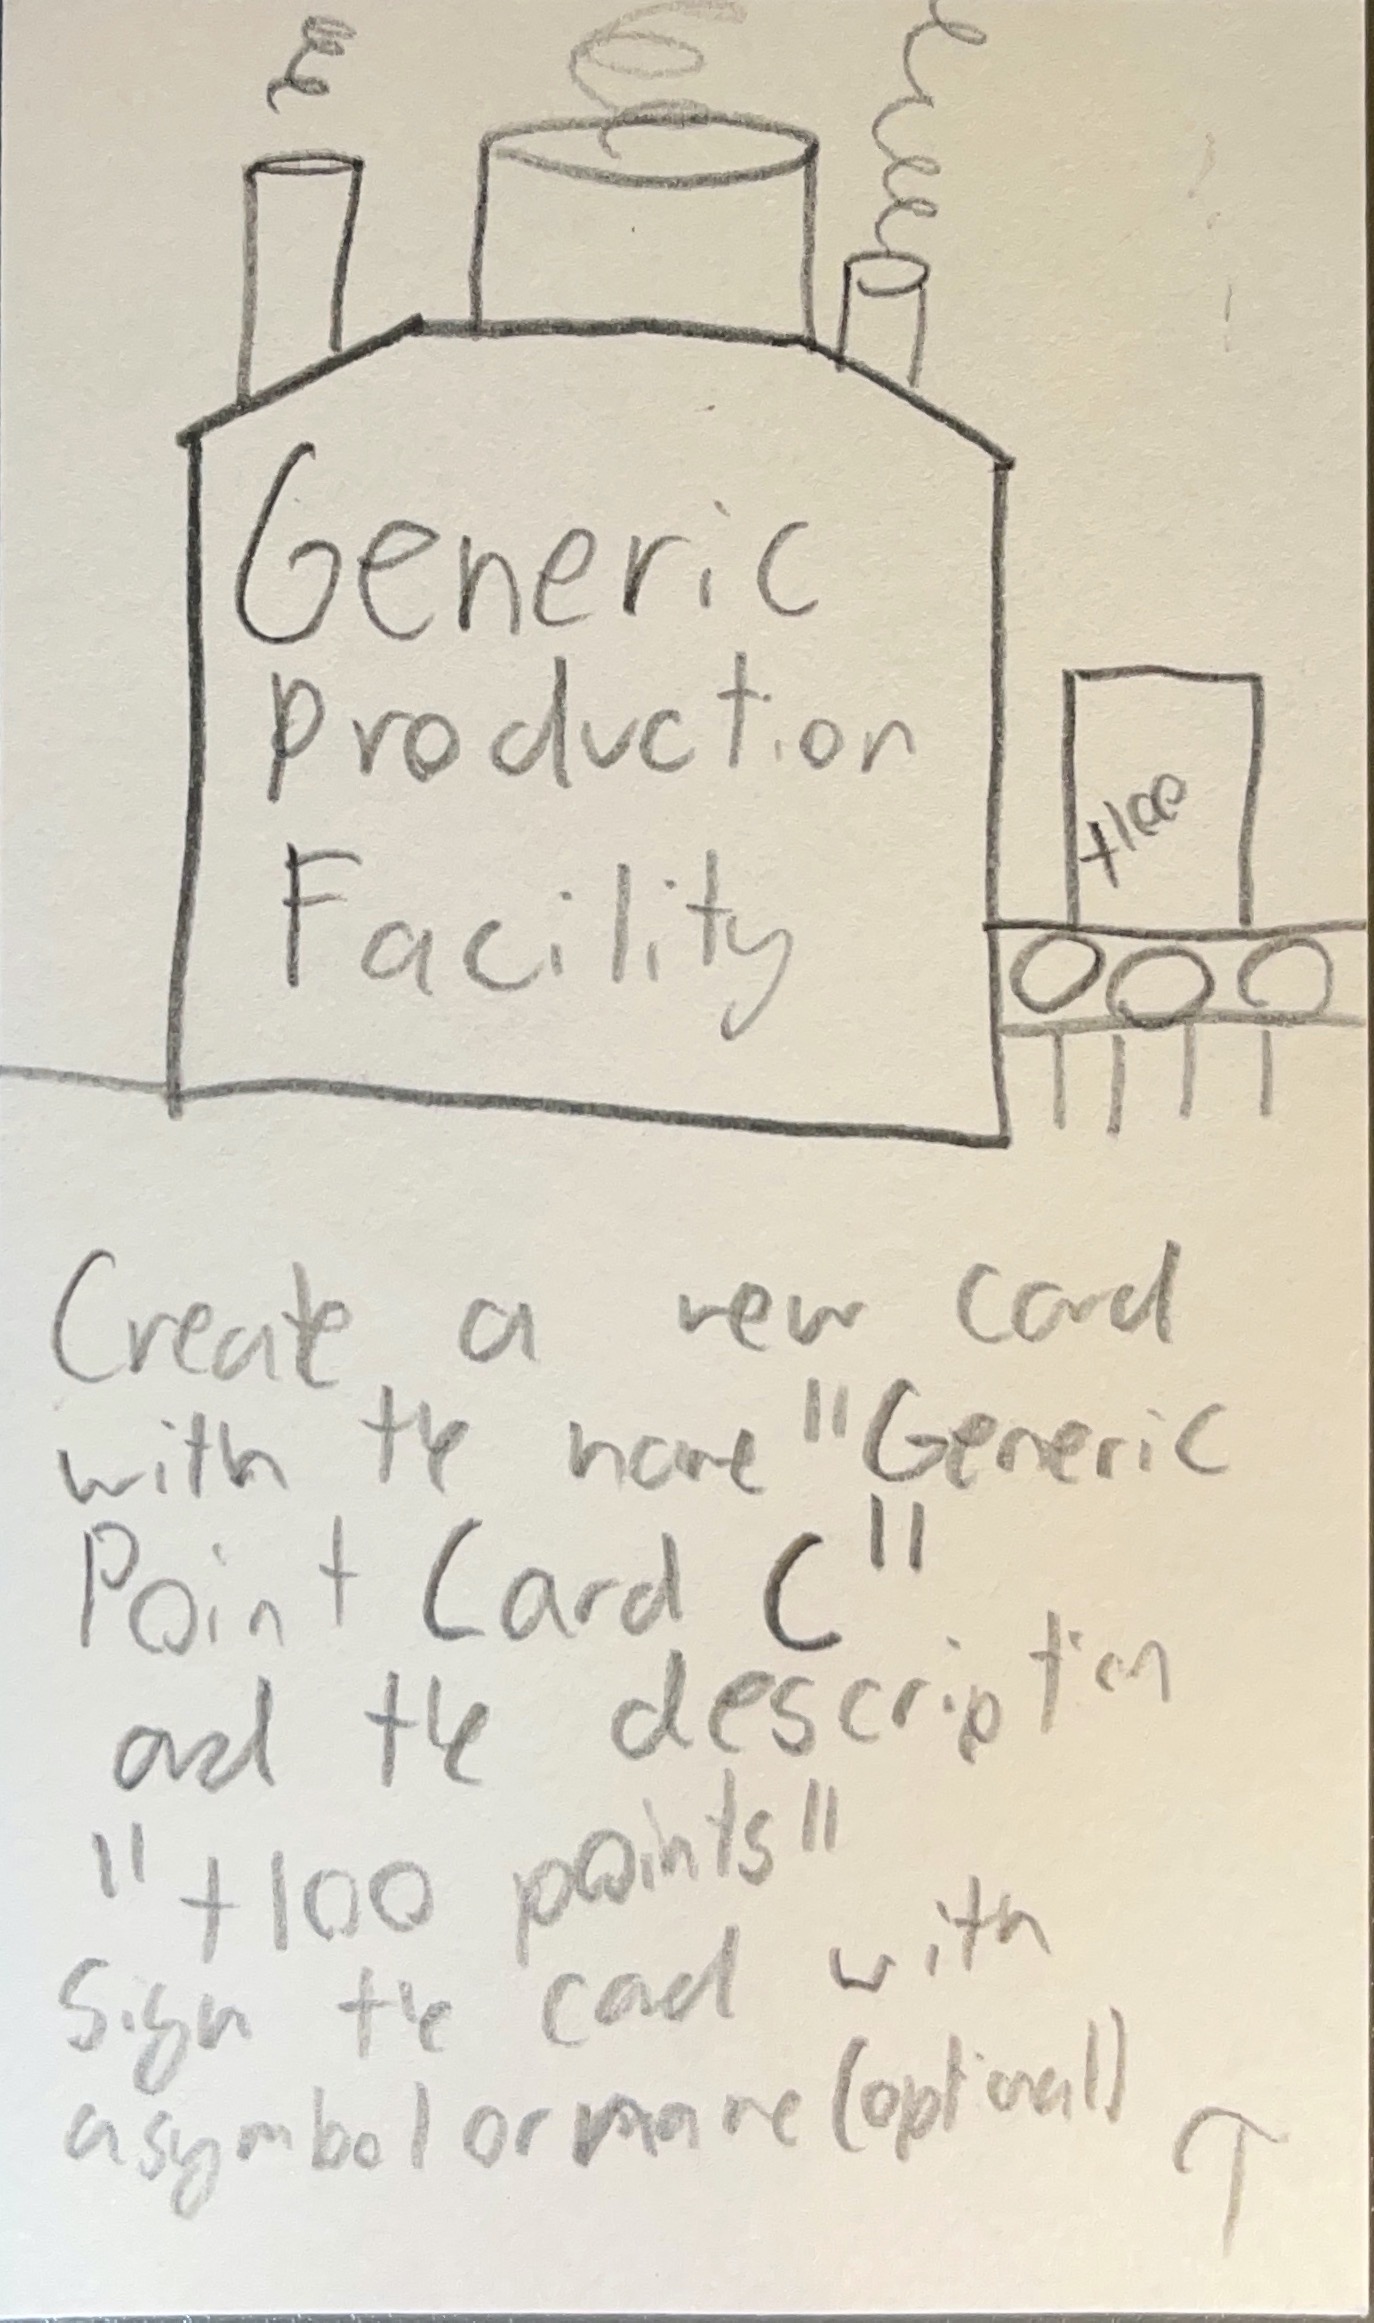 Generic
Production
Facility
+100
Create a new card
with the name "Generic
Point Card C"
and the description
"+100 points"
Sign the card with
a symbol or name (optional)
T